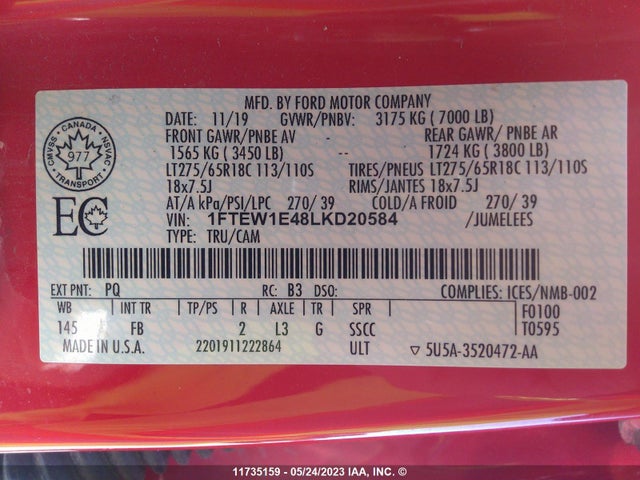 MFD. BY FORD MOTOR COMPANY
DATE: 11/19 GVWR/PNBV: 3175 KG ( 7000 LB)
FRONT GAWR/PNBE AV REAR GAWR/ PNBE AR
1565 KG ( 3450 LB) -- 1724 KG ( 3800 LB)
LT275/65R18C 113/110S TIRES/PNEUS LT275/65R18C 113/110S
18x7.5J RIMS/JANTES 18x7.5J
AT/A kPa/PSI/LPC 270/ 39 COLD/A FROID 270/ 39
VIN: 1FTEW1E48LKD20584 /JUMELEES
TYPE: TRU/CAM
CMVSS • CANADA • NSVAC
977
TRANSPORT
EC
EXT PNT: PQ RC: B3 DSO: COMPLIES: ICES/NMB-002
WB INT TR TP/PS R AXLE TR SPR F0100
145 FB 2 L3 G SSCC T0595
MADE IN U.S.A. 2201911222864 ULT ▽ 5U5A-3520472-AA
11735159 - 05/24/2023 IAA, INC. ©